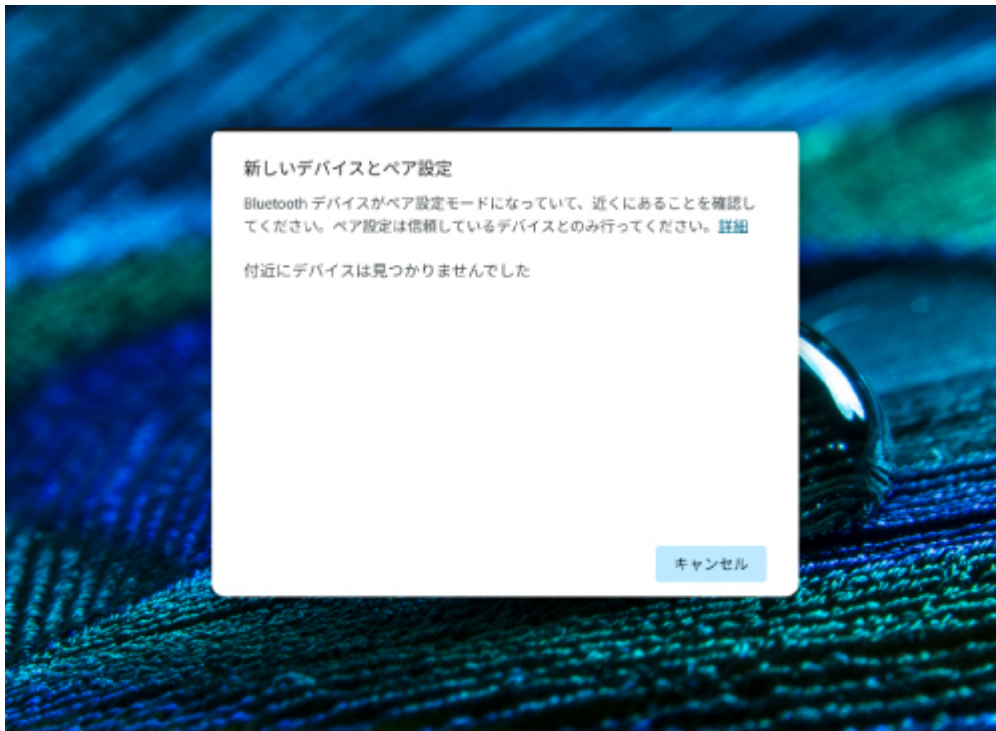 新しいデバイスとペア設定
Bluetooth デバイスがペア設定モードになっていて、近くにあることを確認し
てください。ペア設定は信頼しているデバイスとのみ行ってください。詳細
付近にデバイスは見つかりませんでした
キャンセル